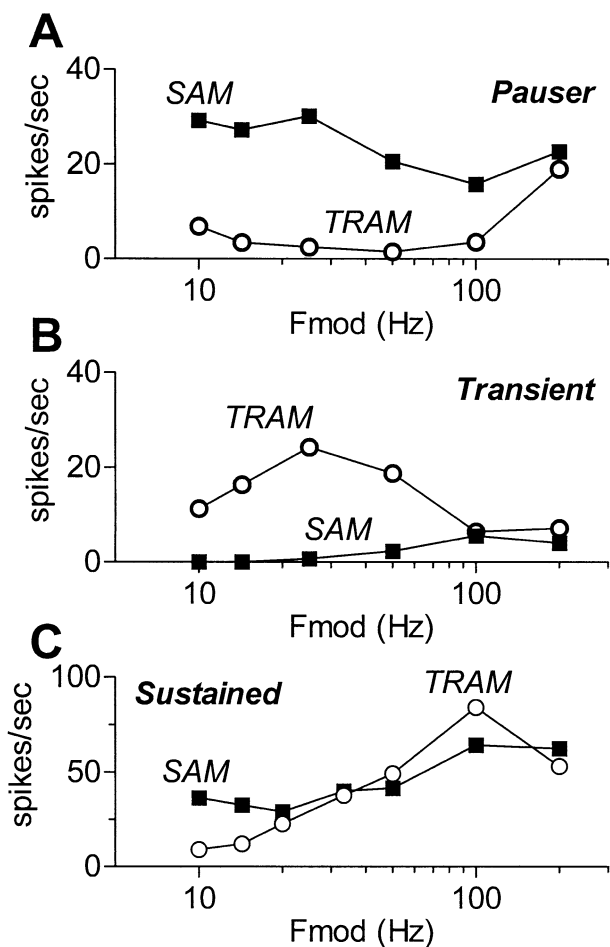 A
40
SAM
Pauser
spikes/sec
20
TRAM
0
10
100
Fmod (Hz)
B
40
Transient
TRAM
spikes/sec
20
SAM
0
10
100
Fmod (Hz)
C
100
Sustained
TRAM
spikes/sec
SAM
50
0
10
100
Fmod (Hz)